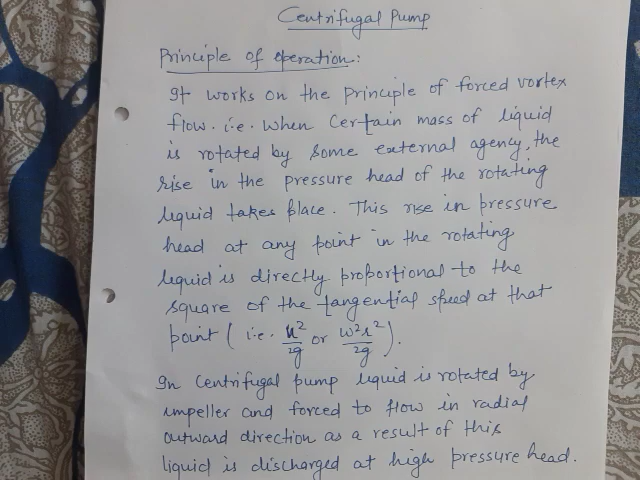 Centrifugal Pump
Principle of operation:
It works on the principle of forced vortex
flow. i.e. when certain mass of liquid
is rotated by some external agency, the
rise in the pressure head of the rotating
liquid takes place. This rise in pressure
head at any point in the rotating
liquid is directly proportional to the
square of the tangential speed at that
point ( i.e. u²/2g or ω²r²/2g ).
In Centrifugal pump liquid is rotated by
impeller and forced to flow in radial
outward direction as a result of this
liquid is discharged at high pressure head.